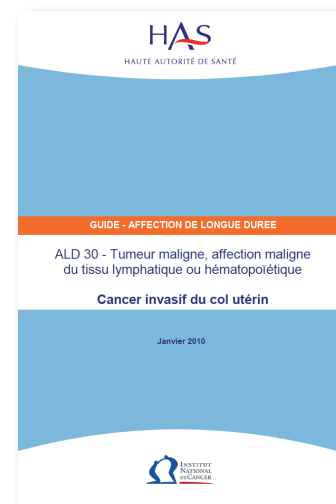 HAS
HAUTE AUTORITÉ DE SANTÉ
GUIDE - AFFECTION DE LONGUE DUREE
ALD 30 - Tumeur maligne, affection maligne
du tissu lymphatique ou hématopoïétique
Cancer invasif du col utérin
Janvier 2010
INSTITUT
NATIONAL
DU CANCER